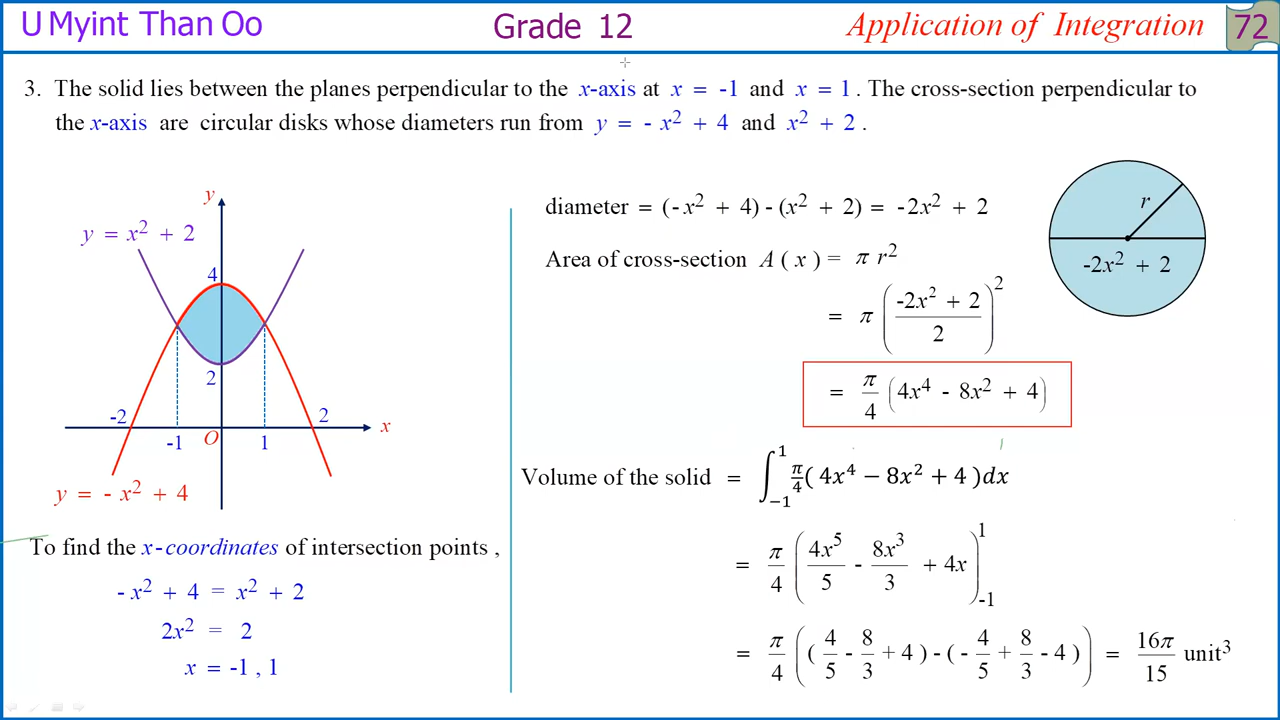 U Myint Than Oo
Grade 12
Application of Integration
72
3. The solid lies between the planes perpendicular to the x-axis at x = -1 and x = 1 . The cross-section perpendicular to
the x-axis are circular disks whose diameters run from y = - x² + 4 and x² + 2 .
y
y = x² + 2
4
2
-2
2
-1
O
1
x
y = - x² + 4
To find the x-coordinates of intersection points ,
- x² + 4 = x² + 2
2x² = 2
x = -1 , 1
diameter = (- x² + 4) - (x² + 2) = -2x² + 2
Area of cross-section A ( x ) = π r²
= π ( (-2x² + 2) / 2 )²
= π/4 ( 4x⁴ - 8x² + 4 )
r
-2x² + 2
Volume of the solid = ∫₋₁¹ π/4 ( 4x⁴ − 8x² + 4 )dx
= π/4 ( 4x⁵/5 - 8x³/3 + 4x )₋₁¹
= π/4 ( ( 4/5 - 8/3 + 4 ) - ( - 4/5 + 8/3 - 4 ) ) = 16π/15 unit³